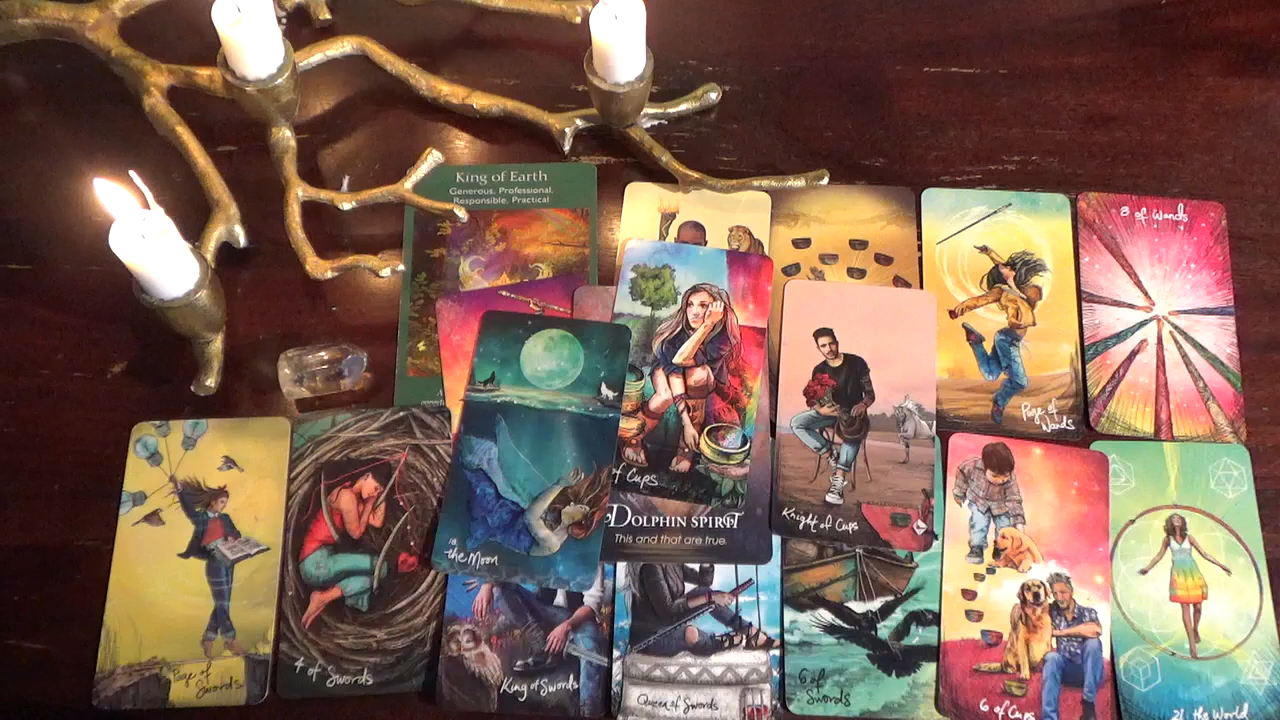 King of Earth
Generous, Professional,
Responsible, Practical
8 of Wands
Page of
Wands
of Cups
Knight of Cups
DOLPHIN SPIRIT
This and that are true.
18
the Moon
Page of
Swords
4 of Swords
King of Swords
Queen of Swords
6 of
Swords
6 of Cups
21 the World